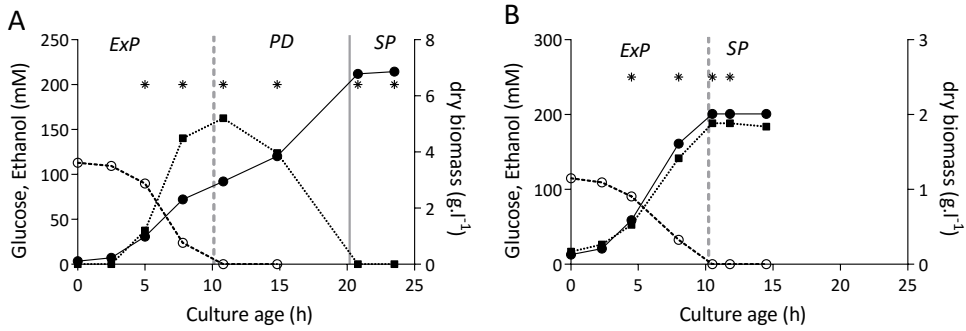 A
ExP PD SP
250 200 150 100 50 0
Glucose, Ethanol (mM)
8 6 4 2 0
dry biomass (g.l⁻¹)
* * * * * *
0 5 10 15 20 25
Culture age (h)
B
ExP SP
300 200 100 0
Glucose, Ethanol (mM)
3 2 1 0
dry biomass (g.l⁻¹)
* * * *
0 5 10 15 20 25
Culture age (h)